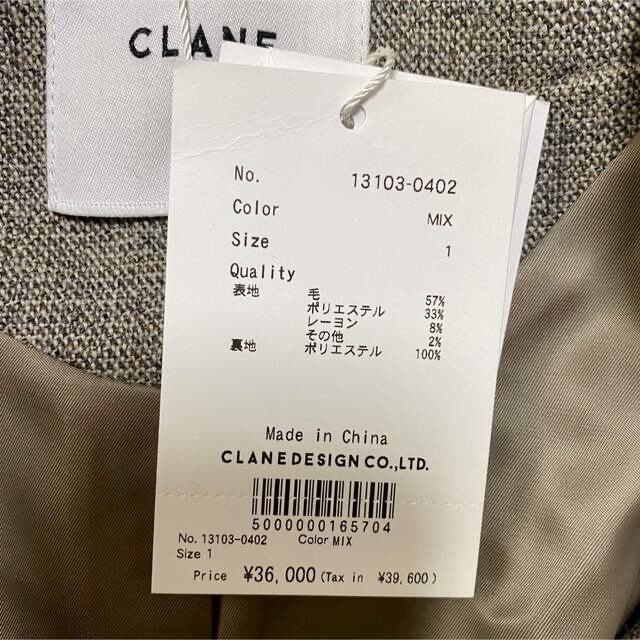 CLANE
No. 13103-0402
Color MIX
Size 1
Quality
表地 毛 57%
ポリエステル 33%
レーヨン 8%
その他 2%
裏地 ポリエステル 100%
Made in China
CLANEDESIGN CO.,LTD.
5000000165704
No. 13103-0402 Color MIX
Size 1
Price ¥36,000 (Tax in ¥39,600)